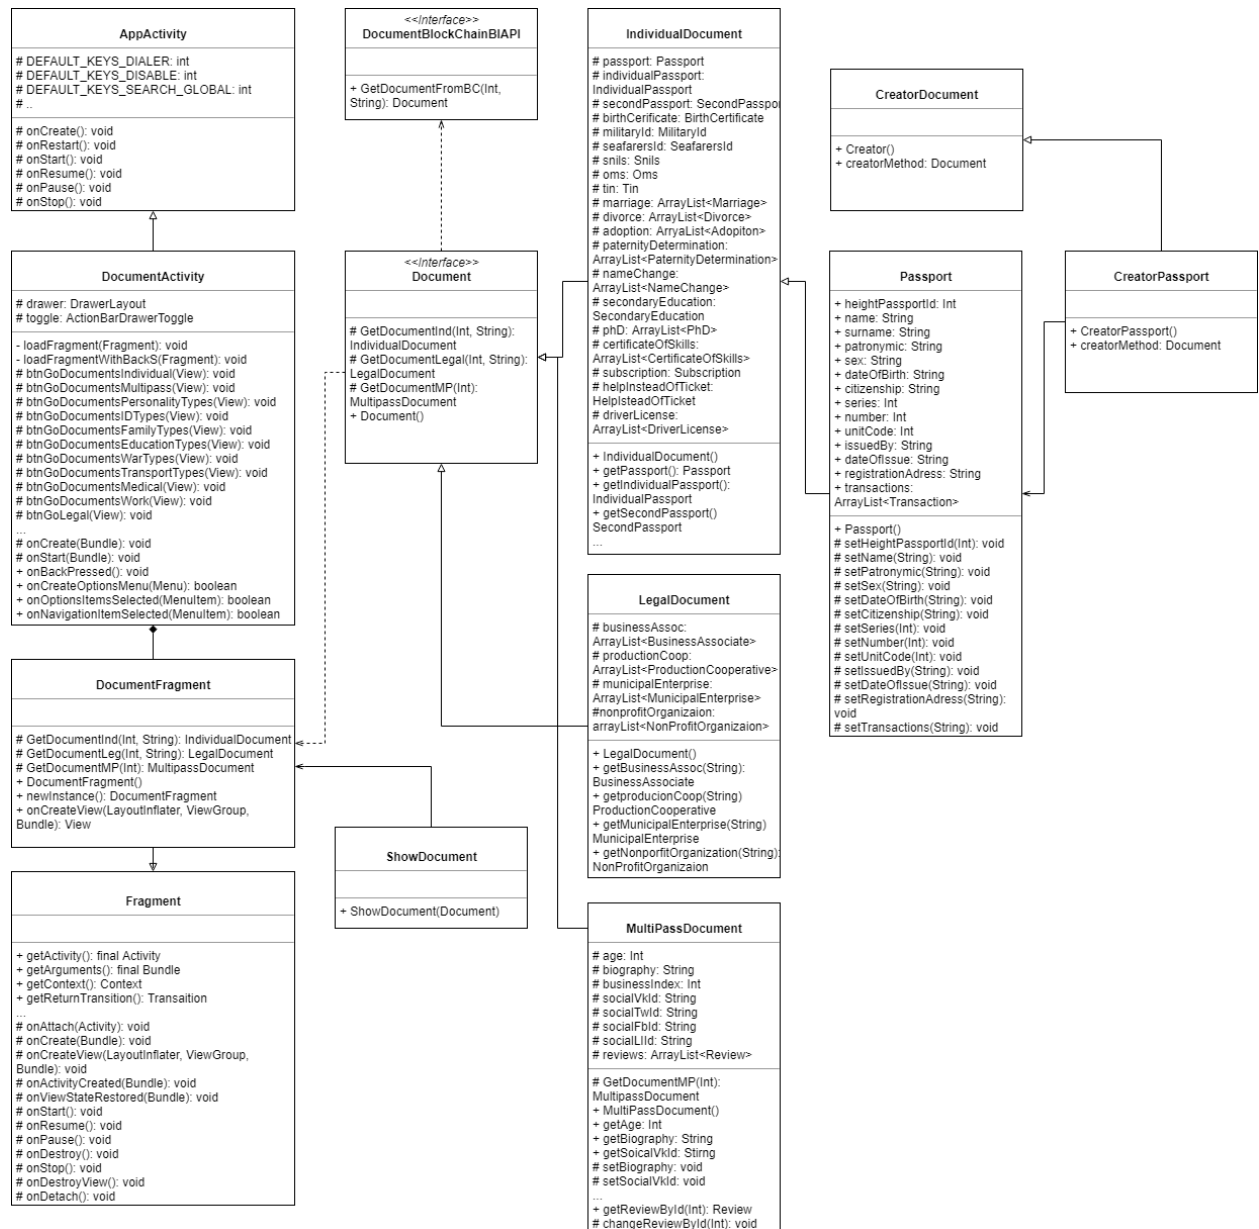 AppActivity
# DEFAULT_KEYS_DIALER: int
# DEFAULT_KEYS_DISABLE: int
# DEFAULT_KEYS_SEARCH_GLOBAL: int
# ..
# onCreate(): void
# onRestart(): void
# onStart(): void
# onResume(): void
# onPause(): void
# onStop(): void
DocumentActivity
# drawer: DrawerLayout
# toggle: ActionBarDrawerToggle
- loadFragment(Fragment): void
- loadFragmentWithBackS(Fragment): void
# btnGoDocumentsIndividual(View): void
# btnGoDocumentsMultipass(View): void
# btnGoDocumentsPersonalityTypes(View): void
# btnGoDocumentsIDTypes(View): void
# btnGoDocumentsFamilyTypes(View): void
# btnGoDocumentsEducationTypes(View): void
# btnGoDocumentsWarTypes(View): void
# btnGoDocumentsTransportTypes(View): void
# btnGoDocumentsMedical(View): void
# btnGoDocumentsWork(View): void
# btnGoLegal(View): void
...
# onCreate(Bundle): void
# onStart(Bundle): void
+ onBackPressed(): void
+ onCreateOptionsMenu(Menu): boolean
+ onOptionsItemsSelected(MenuItem): boolean
+ onNavigationItemSelected(MenuItem): boolean
DocumentFragment
# GetDocumentInd(Int, String): IndividualDocument
# GetDocumentLeg(Int, String): LegalDocument
# GetDocumentMP(Int): MultipassDocument
+ DocumentFragment()
+ newInstance(): DocumentFragment
+ onCreateView(LayoutInflater, ViewGroup,
Bundle): View
Fragment
+ getActivity(): final Activity
+ getArguments(): final Bundle
+ getContext(): Context
+ getReturnTransition(): Transaition
...
# onAttach(Activity): void
# onCreate(Bundle): void
# onCreateView(LayoutInflater, ViewGroup,
Bundle): void
# onActivityCreated(Bundle): void
# onViewStateRestored(Bundle): void
# onStart(): void
# onResume(): void
# onPause(): void
# onDestroy(): void
# onStop(): void
# onDestroyView(): void
# onDetach(): void
<<Interface>>
DocumentBlockChainBIAPI
+ GetDocumentFromBC(Int,
String): Document
<<Interface>>
Document
# GetDocumentInd(Int, String):
IndividualDocument
# GetDocumentLegal(Int, String):
LegalDocument
# GetDocumentMP(Int):
MultipassDocument
+ Document()
ShowDocument
+ ShowDocument(Document)
IndividualDocument
# passport: Passport
# individualPassport:
IndividualPassport
# secondPassport: SecondPasspor
# birthCerificate: BirthCertificate
# militaryId: MilitaryId
# seafarersId: SeafarersId
# snils: Snils
# oms: Oms
# tin: Tin
# marriage: ArrayList<Marriage>
# divorce: ArrayList<Divorce>
# adoption: ArryaList<Adopiton>
# paternityDetermination:
ArrayList<PaternityDetermination>
# nameChange:
ArrayList<NameChange>
# secondaryEducation:
SecondaryEducation
# phD: ArrayList<PhD>
# certificateOfSkills:
ArrayList<CertificateOfSkills>
# subscription: Subscription
# helpInsteadOfTicket:
HelpIsteadOfTicket
# driverLicense:
ArrayList<DriverLicense>
+ IndividualDocument()
+ getPassport(): Passport
+ getIndividualPassport():
IndividualPassport
+ getSecondPassport()
SecondPassport
...
LegalDocument
# businessAssoc:
ArrayList<BusinessAssociate>
# productionCoop:
ArrayList<ProductionCooperative>
# municipalEnterprise:
ArrayList<MunicipalEnterprise>
#nonprofitOrganizaion:
arrayList<NonProfitOrganizaion>
+ LegalDocument()
+ getBusinessAssoc(String):
BusinessAssociate
+ getproducionCoop(String)
ProductionCooperative
+ getMunicipalEnterprise(String)
MunicipalEnterprise
+ getNonporfitOrganization(String):
NonProfitOrganizaion
MultiPassDocument
# age: Int
# biography: String
# businessIndex: Int
# socialVkId: String
# socialTwId: String
# socialFbId: String
# socialLIId: String
# reviews: ArrayList<Review>
# GetDocumentMP(Int):
MultipassDocument
+ MultiPassDocument()
+ getAge: Int
+ getBiography: String
+ getSoicalVkId: Stirng
# setBiography: void
# setSocialVkId: void
...
+ getReviewById(Int): Review
# changeReviewById(Int): void
CreatorDocument
+ Creator()
+ creatorMethod: Document
Passport
+ heightPassportId: Int
+ name: String
+ surname: String
+ patronymic: String
+ sex: String
+ dateOfBirth: String
+ citizenship: String
+ series: Int
+ number: Int
+ unitCode: Int
+ issuedBy: String
+ dateOfIssue: String
+ registrationAdress: String
+ transactions:
ArrayList<Transaction>
+ Passport()
# setHeightPassportId(Int): void
# setName(String): void
# setPatronymic(String): void
# setSex(String): void
# setDateOfBirth(String): void
# setCitizenship(String): void
# setSeries(Int): void
# setNumber(Int): void
# setUnitCode(Int): void
# setIssuedBy(String): void
# setDateOfIssue(String): void
# setRegistrationAdress(String):
void
# setTransactions(String): void
CreatorPassport
+ CreatorPassport()
+ creatorMethod: Document